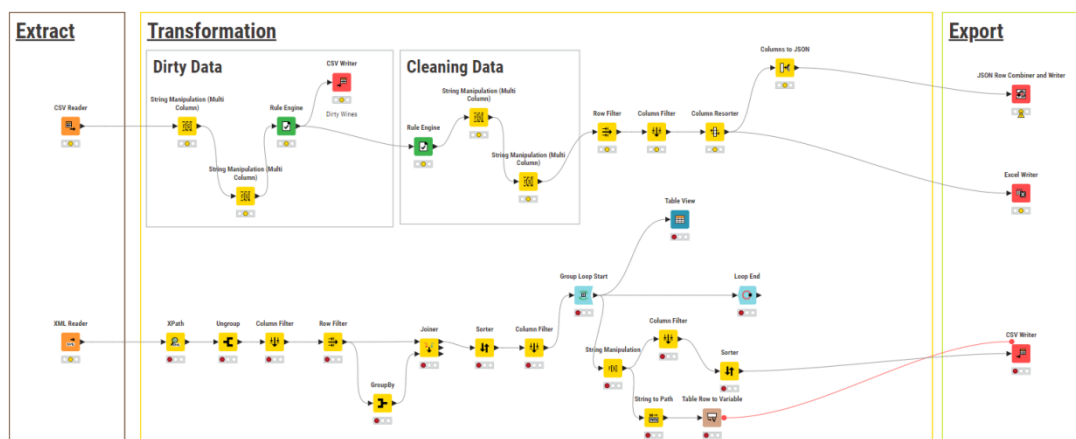 Extract
Transformation
Export
Dirty Data
Cleaning Data
CSV Writer
Dirty Wines
CSV Reader
String Manipulation (Multi
Column)
String Manipulation (Multi
Column)
Rule Engine
Rule Engine
String Manipulation (Multi
Column)
String Manipulation (Multi
Column)
Row Filter
Column Filter
Column Resorter
Columns to JSON
JSON Row Combiner and Writer
Excel Writer
Table View
Group Loop Start
Loop End
XML Reader
XPath
Ungroup
Column Filter
Row Filter
GroupBy
Joiner
Sorter
Column Filter
String Manipulation
Column Filter
Sorter
String to Path
Table Row to Variable
CSV Writer